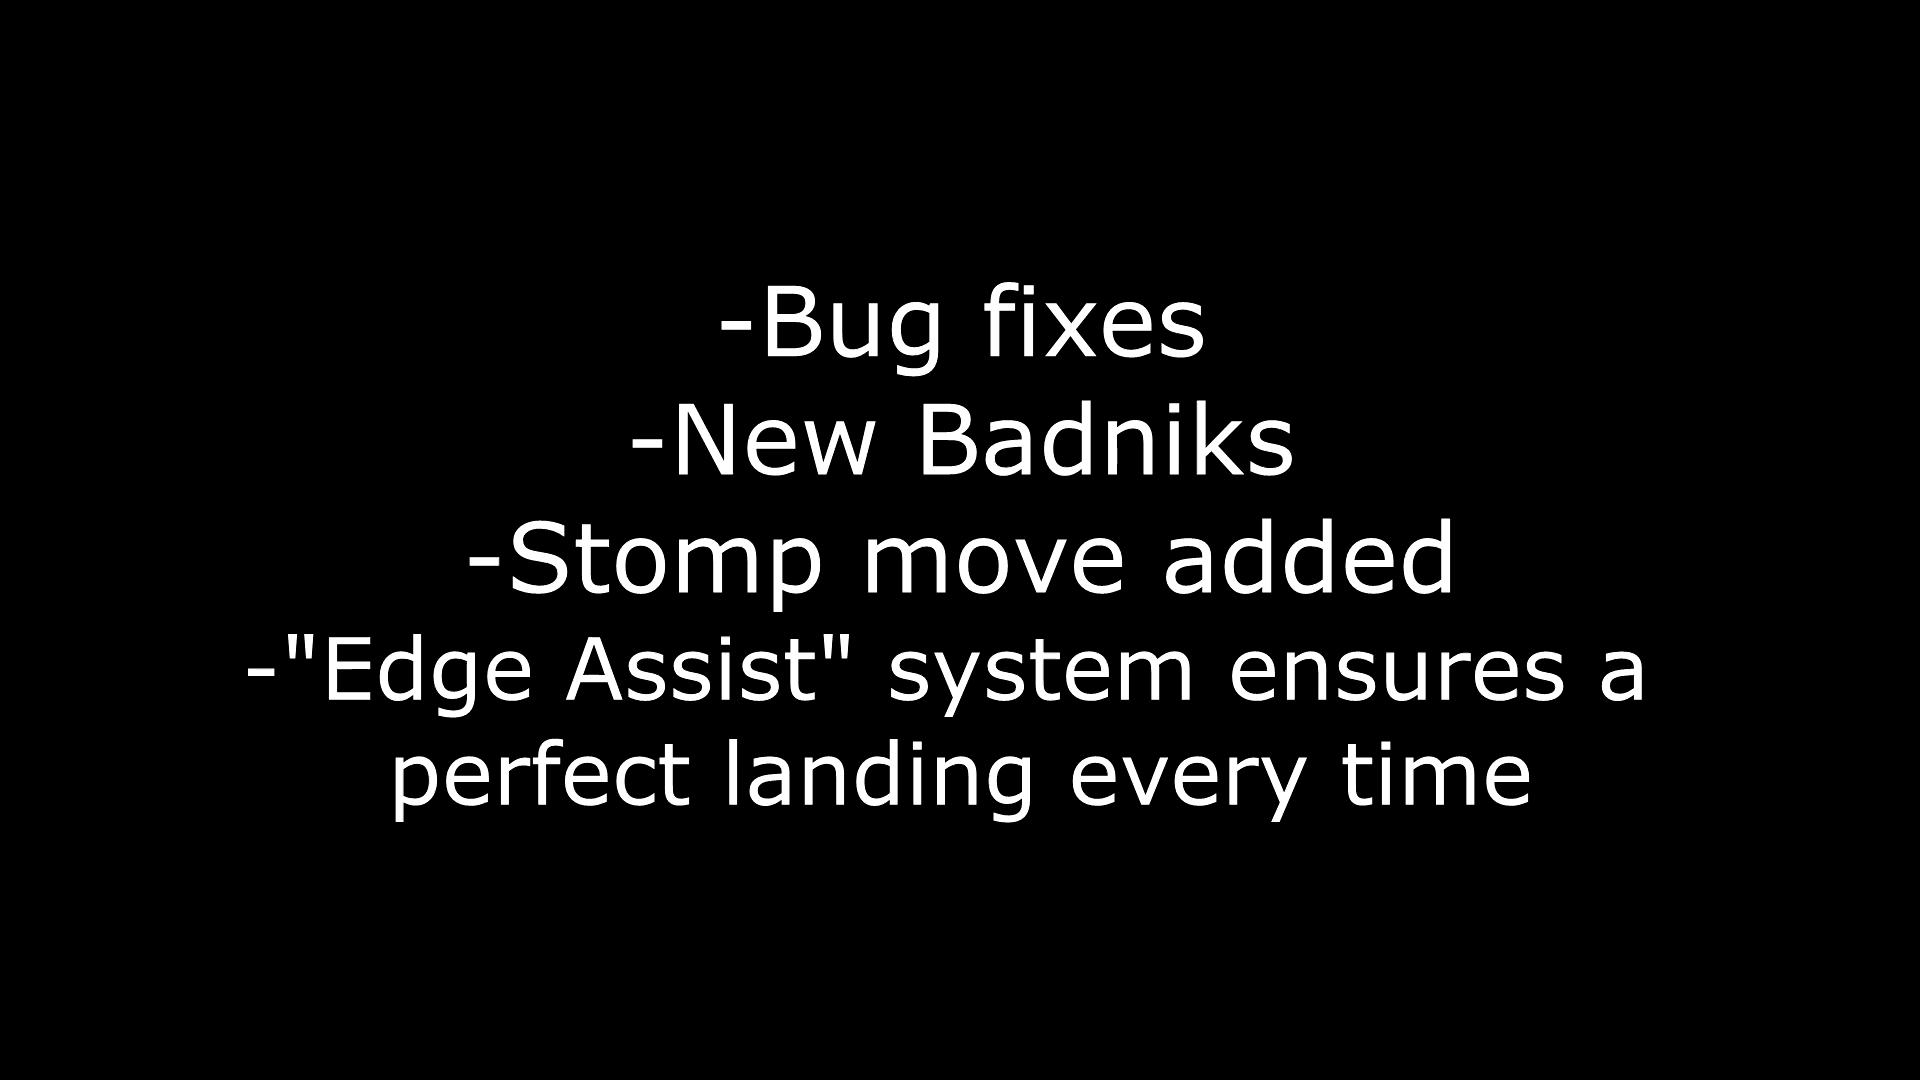 -Bug fixes
-New Badniks
-Stomp move added
-"Edge Assist" system ensures a
perfect landing every time